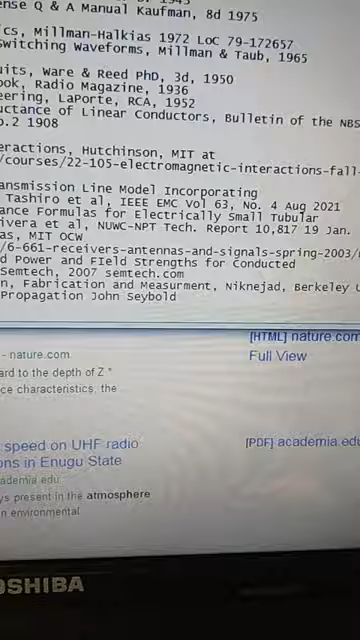 ense Q & A Manual Kaufman, 8d 1975
cs, Millman-Halkias 1972 LoC 79-172657
Switching Waveforms, Millman & Taub, 1965
uits, Ware & Reed PhD, 3d, 1950
ook, Radio Magazine, 1936
eering, LaPorte, RCA, 1952
uctance of Linear Conductors, Bulletin of the NBS
o.2 1908
eractions, Hutchinson, MIT at
/courses/22-105-electromagnetic-interactions-fall-
ansmission Line Model Incorporating
Tashiro et al, IEEE EMC Vol 63, No. 4 Aug 2021
ance Formulas for Electrically Small Tubular
ivera et al, NUWC-NPT Tech. Report 10,817 19 Jan.
as, MIT OCW
/6-661-receivers-antennas-and-signals-spring-2003/
d Power and FIeld Strengths for Conducted
Semtech, 2007 semtech.com
n, Fabrication and Measurment, Niknejad, Berkeley U
Propagation John Seybold
[HTML] nature.com
- nature.com
Full View
ard to the depth of Z "
ce characteristics, the
speed on UHF radio
[PDF] academia.edu
ons in Enugu State
ademia.edu
ys present in the atmosphere
n environmental
OSHIBA